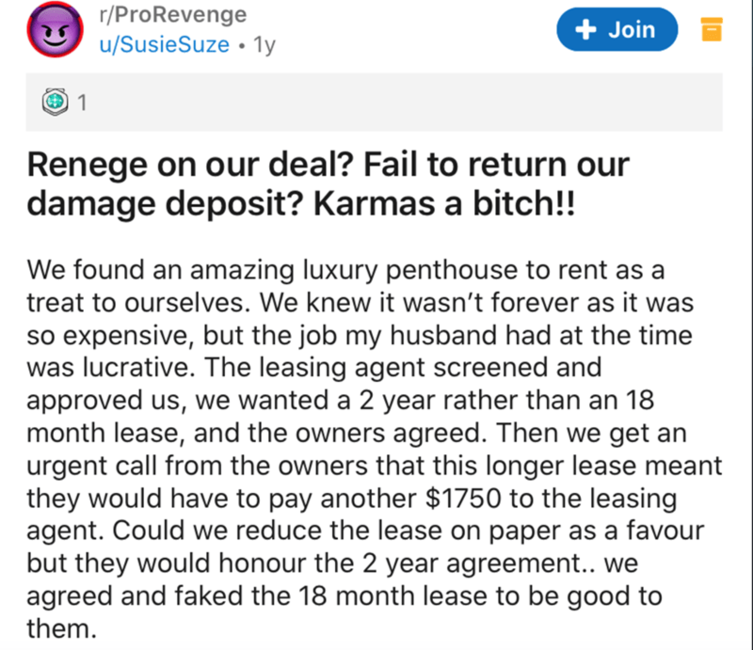 r/ProRevenge
u/SusieSuze • 1y
+ Join
1
Renege on our deal? Fail to return our
damage deposit? Karmas a bitch!!
We found an amazing luxury penthouse to rent as a
treat to ourselves. We knew it wasn't forever as it was
so expensive, but the job my husband had at the time
was lucrative. The leasing agent screened and
approved us, we wanted a 2 year rather than an 18
month lease, and the owners agreed. Then we get an
urgent call from the owners that this longer lease meant
they would have to pay another $1750 to the leasing
agent. Could we reduce the lease on paper as a favour
but they would honour the 2 year agreement.. we
agreed and faked the 18 month lease to be good to
them.